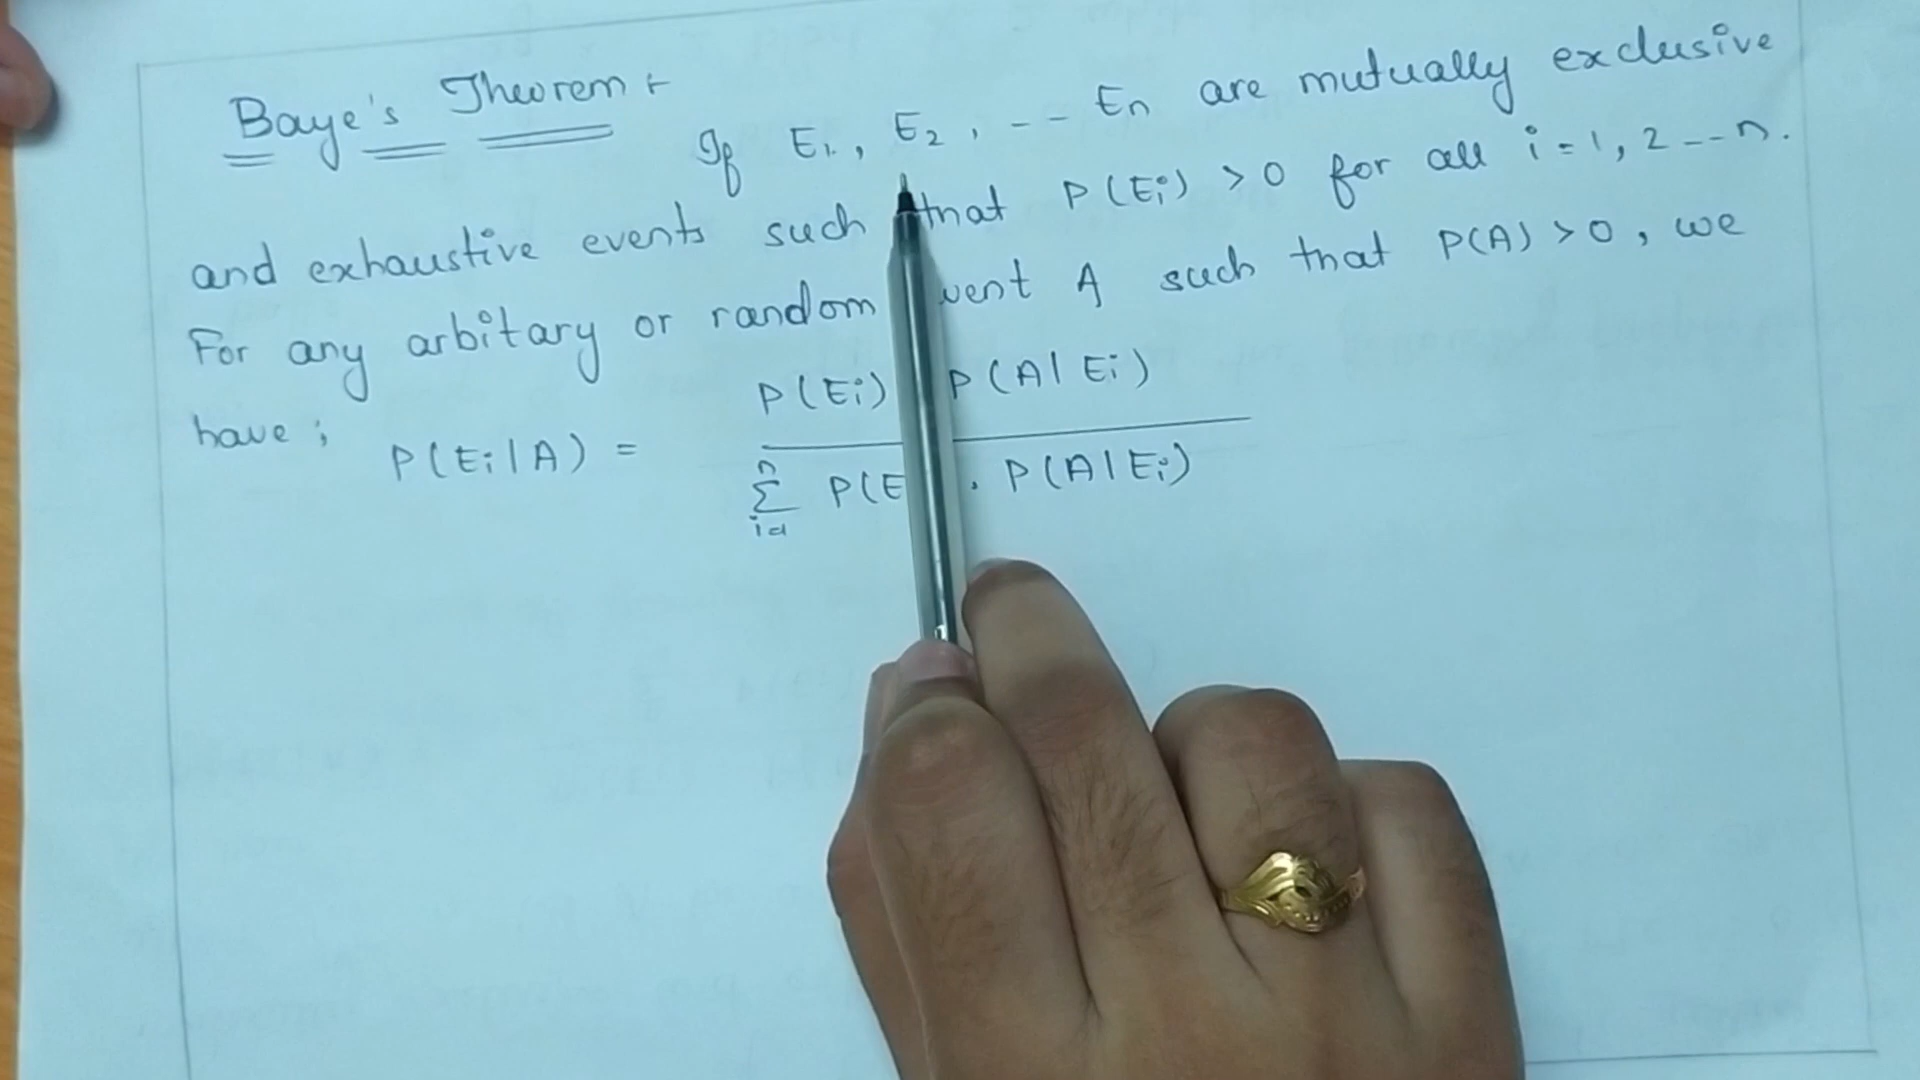 Baye's Theorem :-
If E1, E2, --- En are mutually exclusive
and exhaustive events such that P(Ei) > 0 for all i = 1, 2 --- n.
For any arbitary or random event A such that P(A) > 0, we
have; P(Ei | A) = P(Ei) P(A | Ei)
n
Σ P(E . P(A | Ei)
i=1